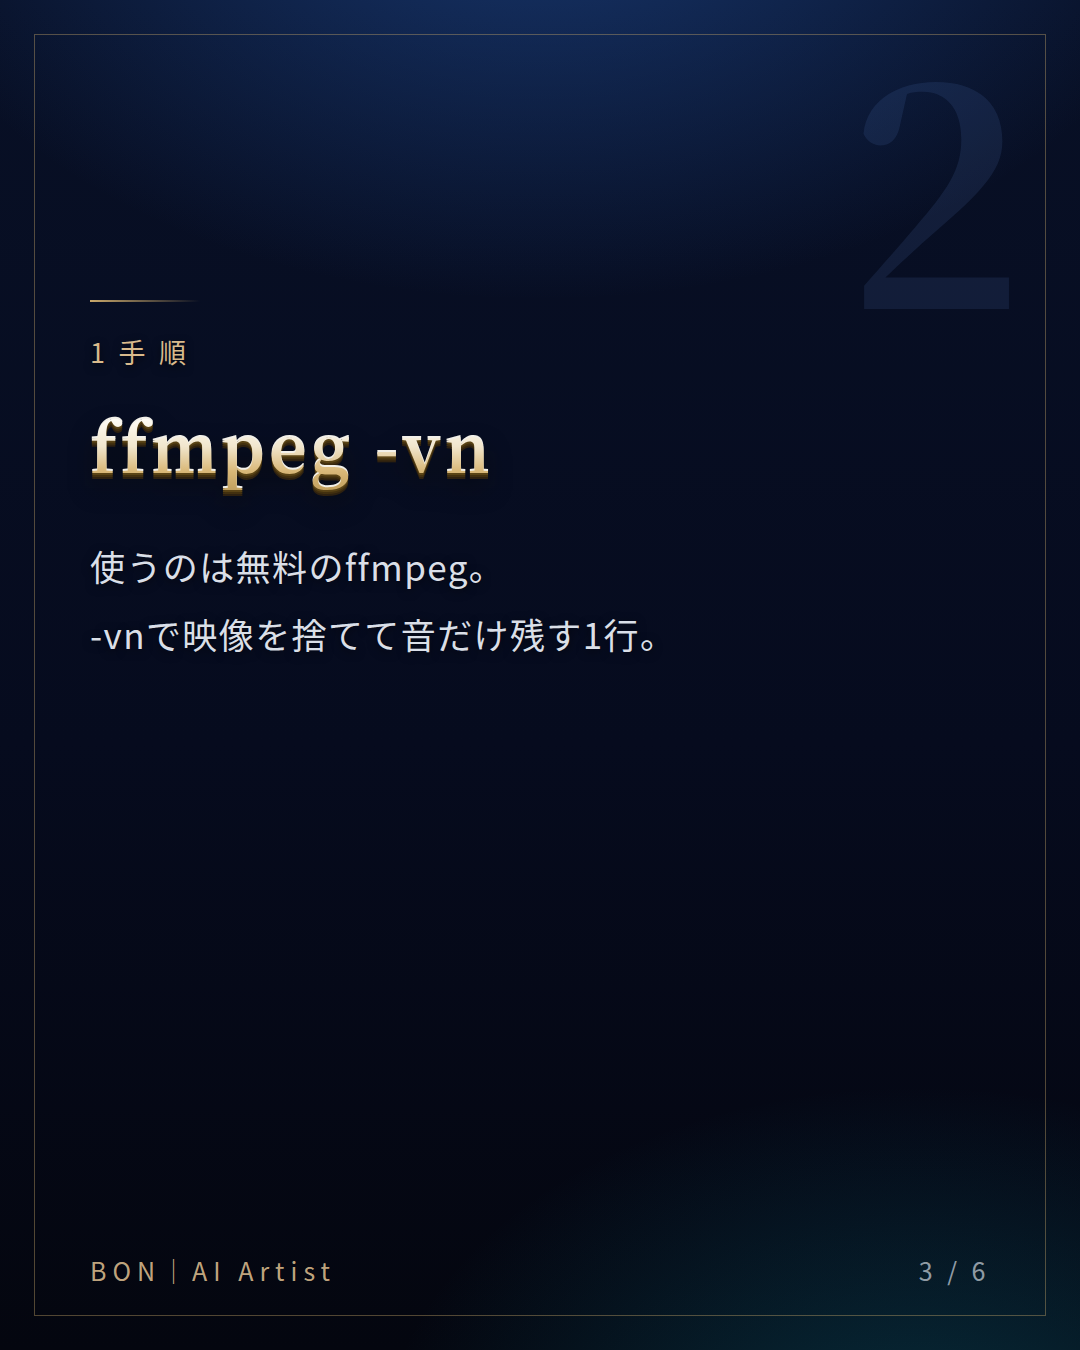 2
1手順
ffmpeg -vn
使うのは無料のffmpeg。
-vnで映像を捨てて音だけ残す1行。
BON｜AI Artist
3 / 6